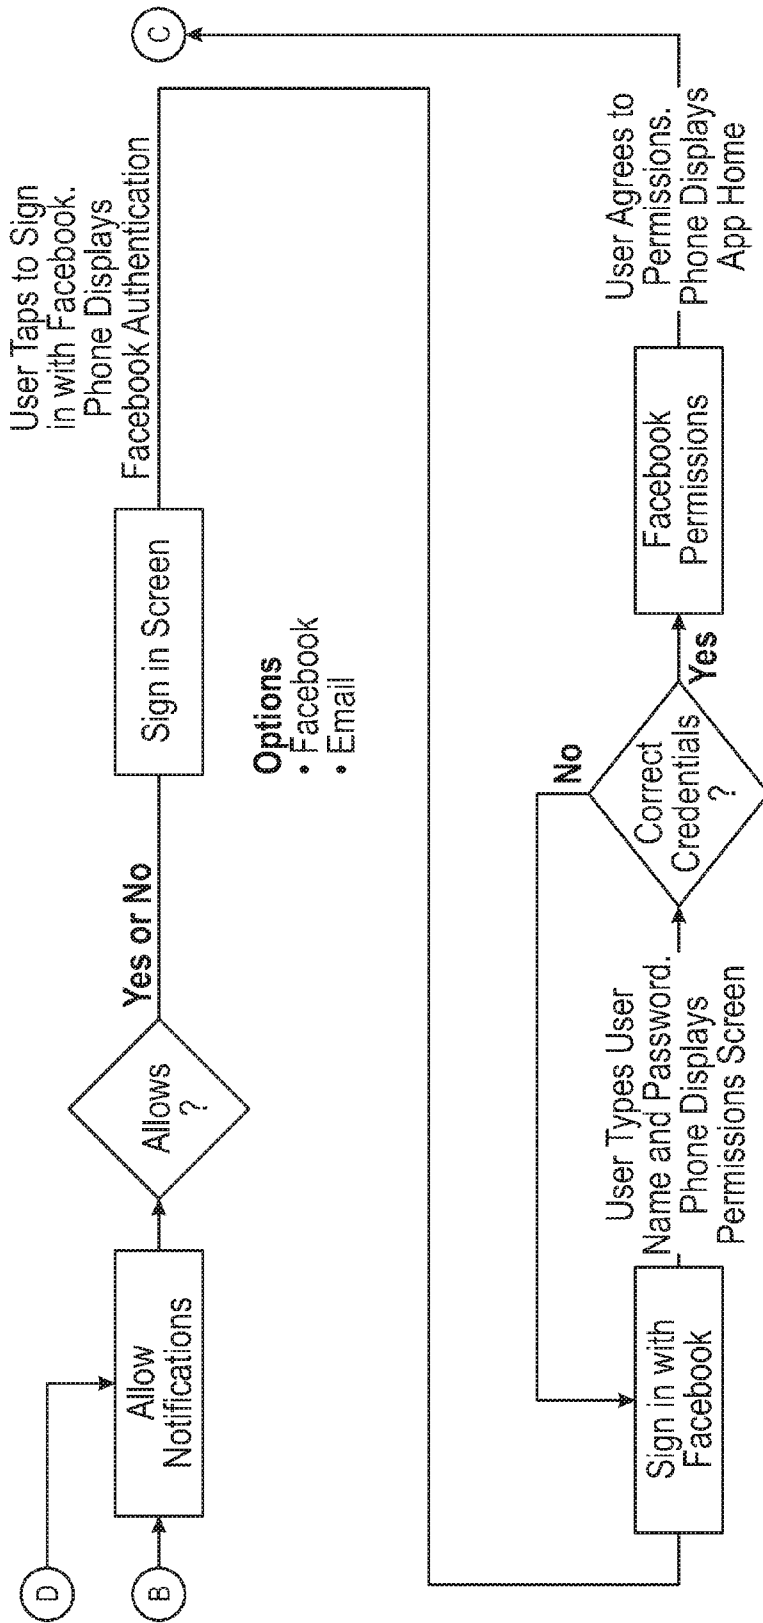 D
B
Allow
Notifications
Allows
?
Yes or No
Sign in Screen
Options
• Facebook
• Email
User Taps to Sign
in with Facebook.
Phone Displays
Facebook Authentication
Sign in with
Facebook
User Types User
Name and Password.
Phone Displays
Permissions Screen
Correct
Credentials
?
No
Yes
Facebook
Permissions
User Agrees to
Permissions.
Phone Displays
App Home
C